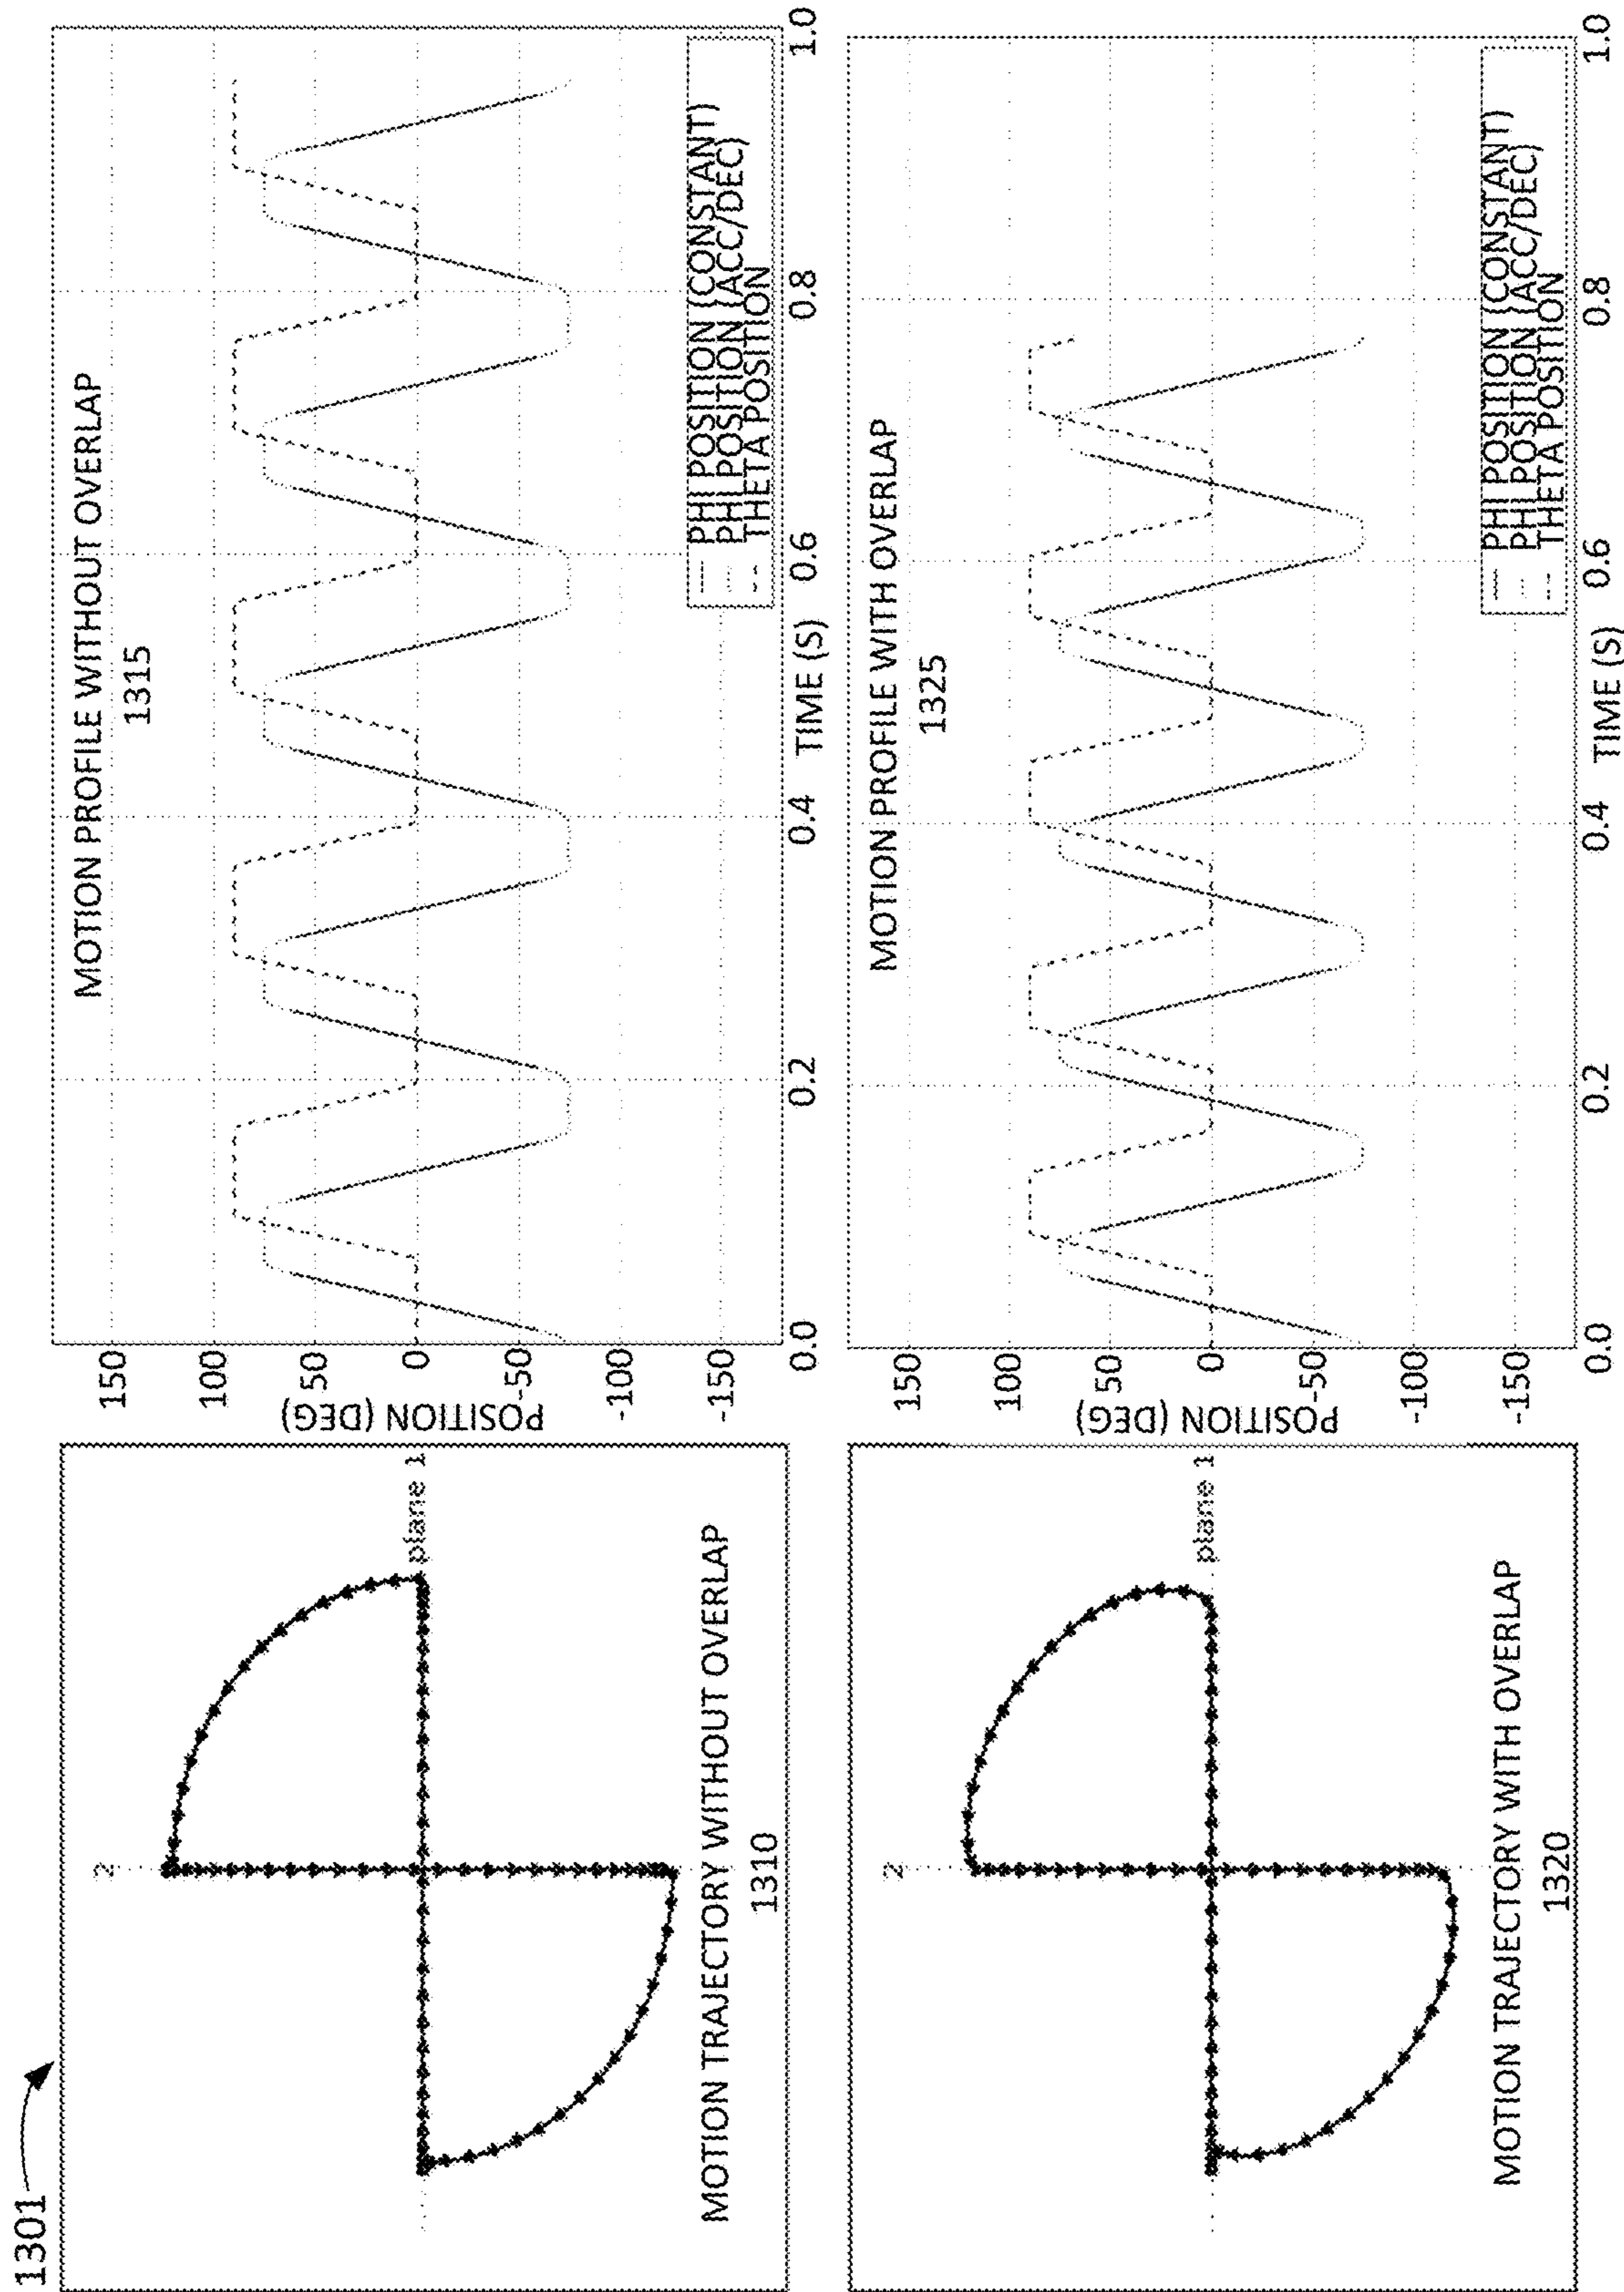 1301
2
plane 1
MOTION TRAJECTORY WITHOUT OVERLAP
1310
MOTION PROFILE WITHOUT OVERLAP
1315
150
100
50
0
-50
-100
-150
POSITION (DEG)
PHI POSITION (CONSTANT)
PHI POSITION (ACC/DEC)
THETA POSITION
0.0
0.2
0.4
0.6
0.8
1.0
TIME (S)
2
plane 1
MOTION TRAJECTORY WITH OVERLAP
1320
MOTION PROFILE WITH OVERLAP
1325
150
100
50
0
-50
-100
-150
POSITION (DEG)
PHI POSITION (CONSTANT)
PHI POSITION (ACC/DEC)
THETA POSITION
0.0
0.2
0.4
0.6
0.8
1.0
TIME (S)